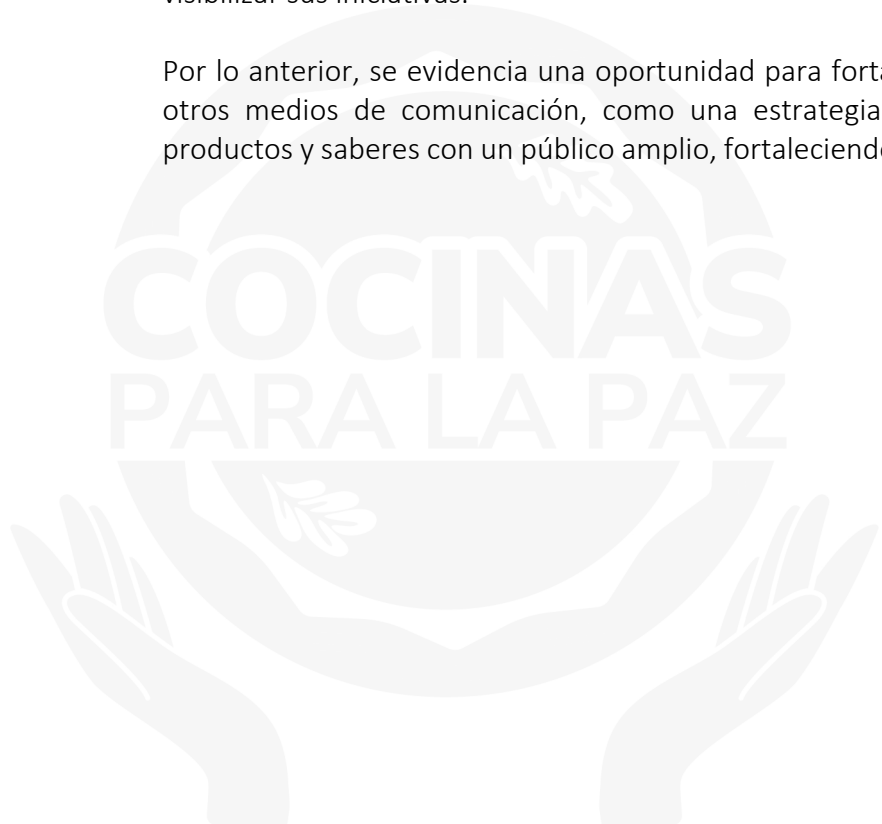 visibilizar sus iniciativas.
Por lo anterior, se evidencia una oportunidad para
otros medios de comunicación, como una estrategia
productos y saberes con un público amplio,
COCINAS
PARA LA PAZ